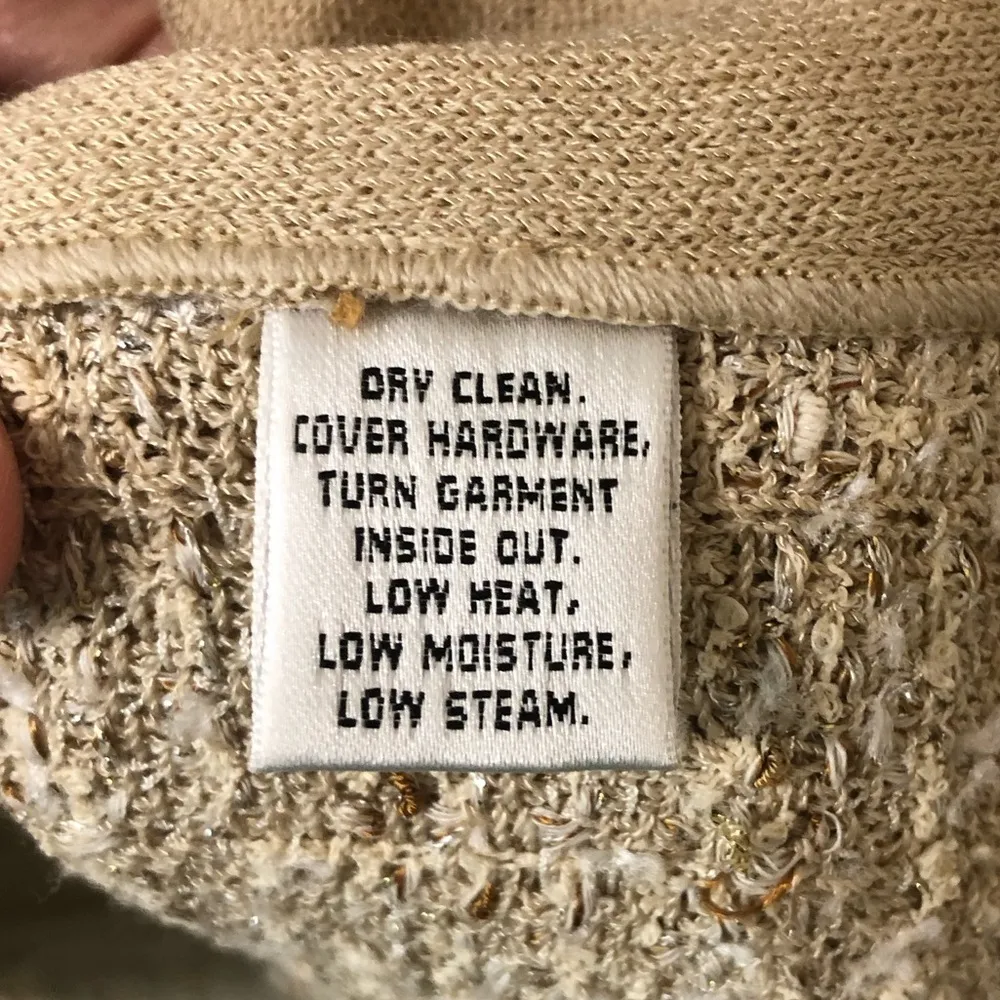 DRY CLEAN.
COVER HARDWARE,
TURN GARMENT
INSIDE OUT.
LOW HEAT,
LOW MOISTURE,
LOW STEAM.